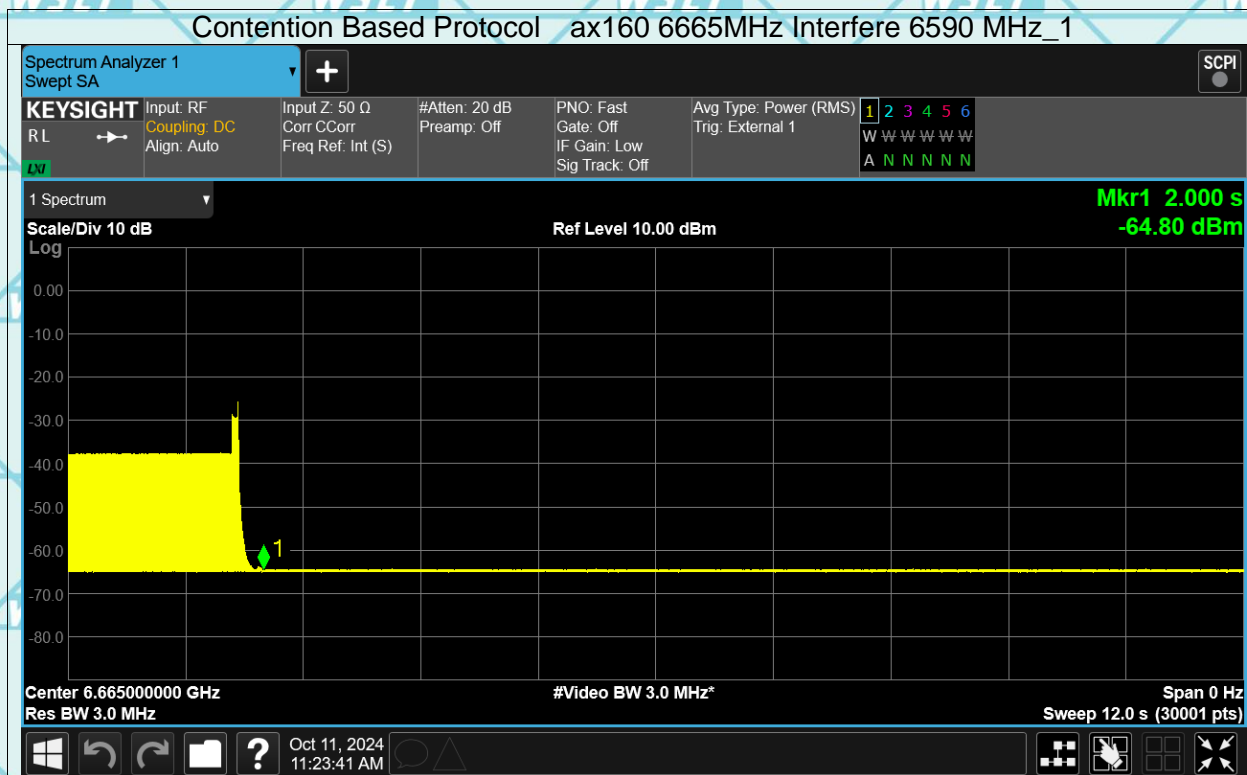 Contention Based Protocol ax160 6665MHz Interfere 6590 MHz_1
Spectrum Analyzer 1
Swept SA
▼
+
SCPI
KEYSIGHT
RL
LXI
Input: RF
Coupling: DC
Align: Auto
Input Z: 50 Ω
Corr CCorr
Freq Ref: Int (S)
#Atten: 20 dB
Preamp: Off
PNO: Fast
Gate: Off
IF Gain: Low
Sig Track: Off
Avg Type: Power (RMS)
Trig: External 1
1 2 3 4 5 6
W W W W W W
A N N N N N
1 Spectrum ▼
Mkr1 2.000 s
-64.80 dBm
Scale/Div 10 dB
Ref Level 10.00 dBm
Log
0.00
-10.0
-20.0
-30.0
-40.0
-50.0
-60.0
-70.0
-80.0
1
Center 6.665000000 GHz
Res BW 3.0 MHz
#Video BW 3.0 MHz*
Span 0 Hz
Sweep 12.0 s (30001 pts)
?
Oct 11, 2024
11:23:41 AM